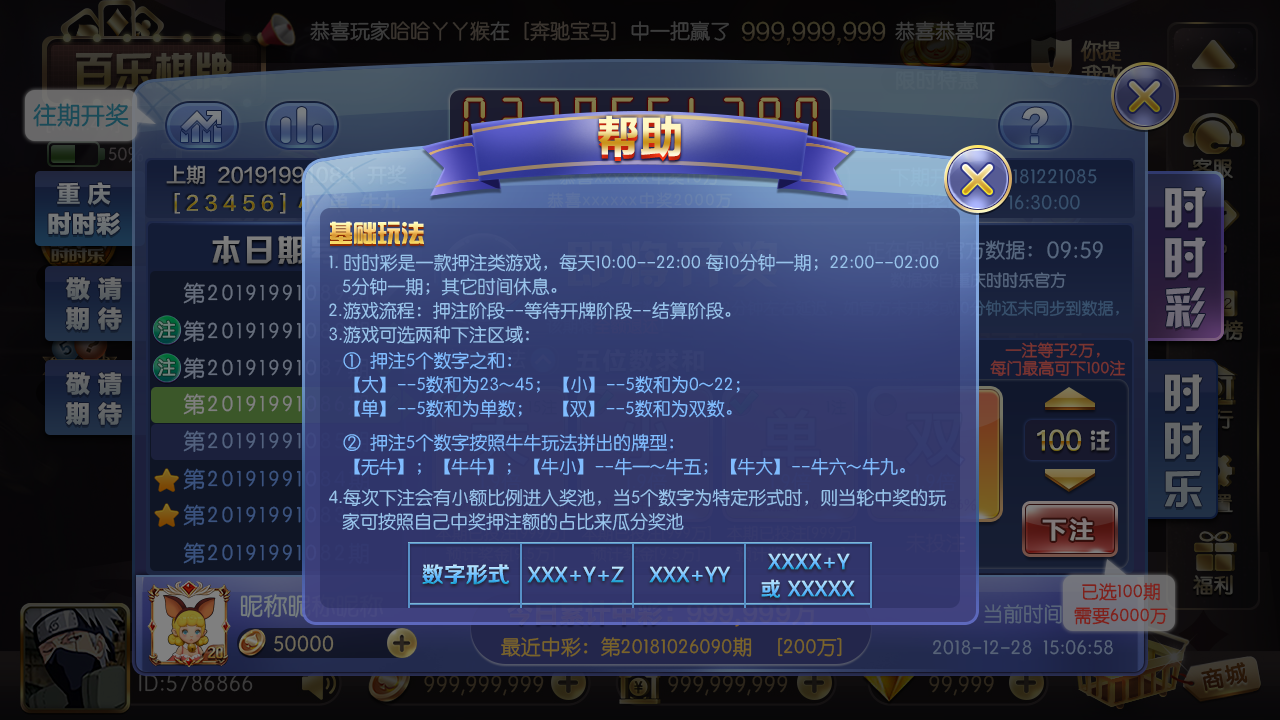 恭喜玩家哈哈丫丫猴在 [奔驰宝马] 中一把赢了 999,999,999 恭喜恭喜呀
百乐棋牌
你提
往期开奖
?
帮助
50%
客服
上期 20191991
开奖
[23456]
181221085
16:30:00
重庆
时时彩
时时乐
本日期
方数据：09:59
天时时乐官方
分钟还未同步到数据，
敬请
期待
敬请
期待
第20191991
注 第20191991
注 第20191991
第20191991
第20191991
第20191991
第20191991
第20191991
基础玩法
1. 时时彩是一款押注类游戏，每天10:00--22:00 每10分钟一期；22:00--02:00
5分钟一期；其它时间休息。
2.游戏流程：押注阶段--等待开牌阶段--结算阶段。
3.游戏可选两种下注区域：
① 押注5个数字之和：
【大】--5数和为23～45；【小】--5数和为0～22；
【单】--5数和为单数； 【双】--5数和为双数。
② 押注5个数字按照牛牛玩法拼出的牌型：
【无牛】；【牛牛】；【牛小】--牛一～牛五；【牛大】--牛六～牛九。
4.每次下注会有小额比例进入奖池，当5个数字为特定形式时，则当轮中奖的玩
家可按照自己中奖押注额的占比来瓜分奖池
数字形式 XXX+Y+Z XXX+YY XXXX+Y
或 XXXXX
单
双
一注等于2万，
每门最高可下100注
100 注
下注
时时彩
时时乐
榜
行
置
福利
已选100期
需要6000万
20
昵称昵称昵称
50000
最近中彩：第20181026090期 [200万]
当前时间
2018-12-28 15:06:58
ID:5786866
999,999,999
999,999,999
99,999
商城